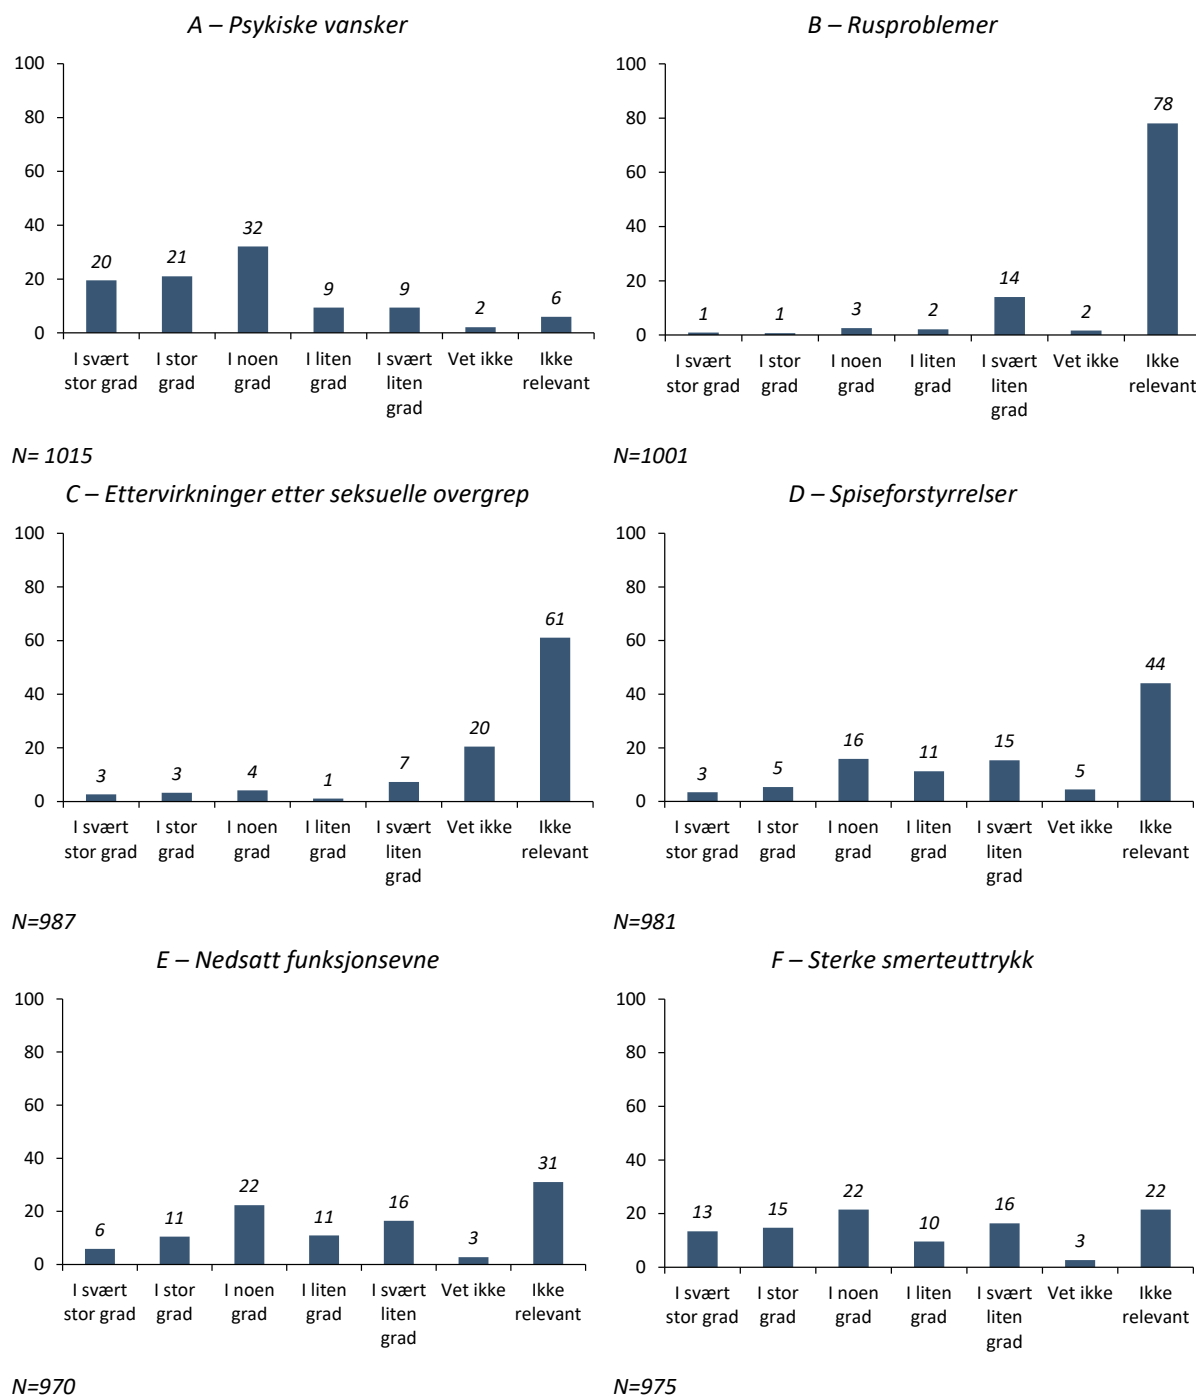 A – Psykiske vansker
100
80
60
40
20
0
20
21
32
9
9
2
6
I svært
stor grad
I stor
grad
I noen
grad
I liten
grad
I svært
liten
grad
Vet ikke
Ikke
relevant
N= 1015
B – Rusproblemer
100
80
60
40
20
0
1
1
3
2
14
2
78
I svært
stor grad
I stor
grad
I noen
grad
I liten
grad
I svært
liten
grad
Vet ikke
Ikke
relevant
N=1001
C – Ettervirkninger etter seksuelle overgrep
100
80
60
40
20
0
3
3
4
1
7
20
61
I svært
stor grad
I stor
grad
I noen
grad
I liten
grad
I svært
liten
grad
Vet ikke
Ikke
relevant
N=987
D – Spiseforstyrrelser
100
80
60
40
20
0
3
5
16
11
15
5
44
I svært
stor grad
I stor
grad
I noen
grad
I liten
grad
I svært
liten
grad
Vet ikke
Ikke
relevant
N=981
E – Nedsatt funksjonsevne
100
80
60
40
20
0
6
11
22
11
16
3
31
I svært
stor grad
I stor
grad
I noen
grad
I liten
grad
I svært
liten
grad
Vet ikke
Ikke
relevant
N=970
F – Sterke smerteuttrykk
100
80
60
40
20
0
13
15
22
10
16
3
22
I svært
stor grad
I stor
grad
I noen
grad
I liten
grad
I svært
liten
grad
Vet ikke
Ikke
relevant
N=975